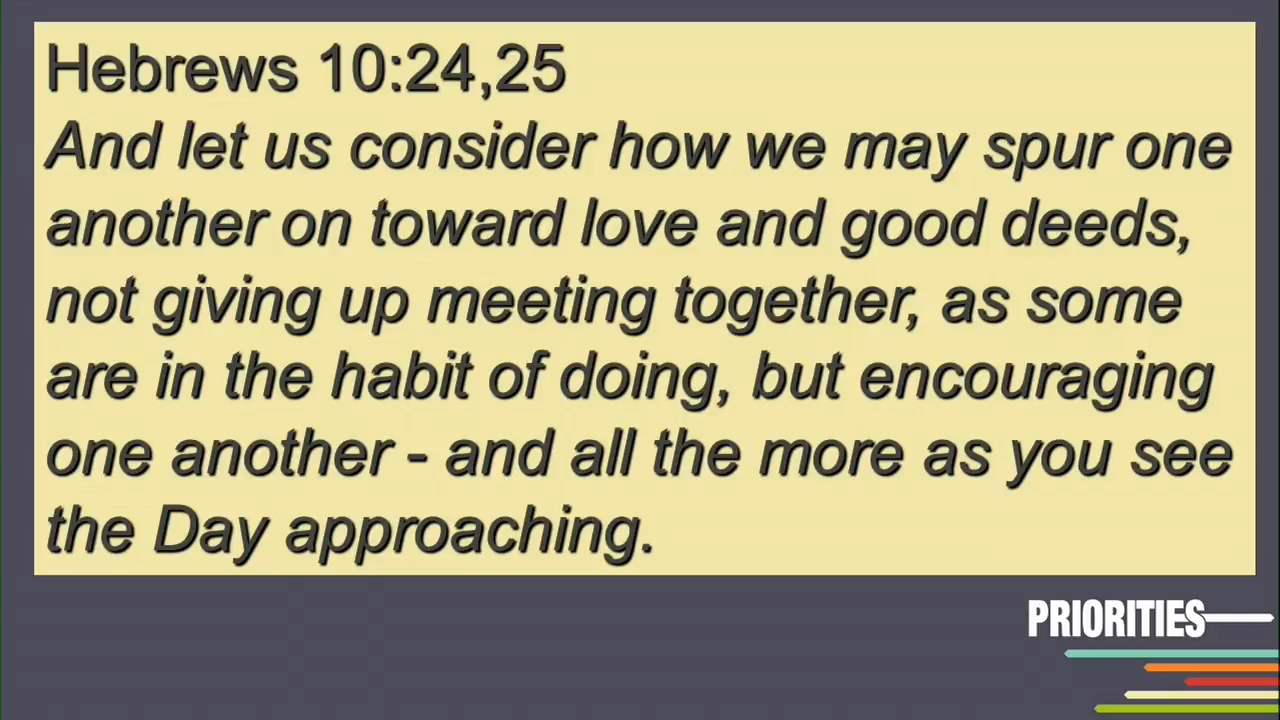 Hebrews 10:24,25
And let us consider how we may spur one
another on toward love and good deeds,
not giving up meeting together, as some
are in the habit of doing, but encouraging
one another - and all the more as you see
the Day approaching.
PRIORITIES